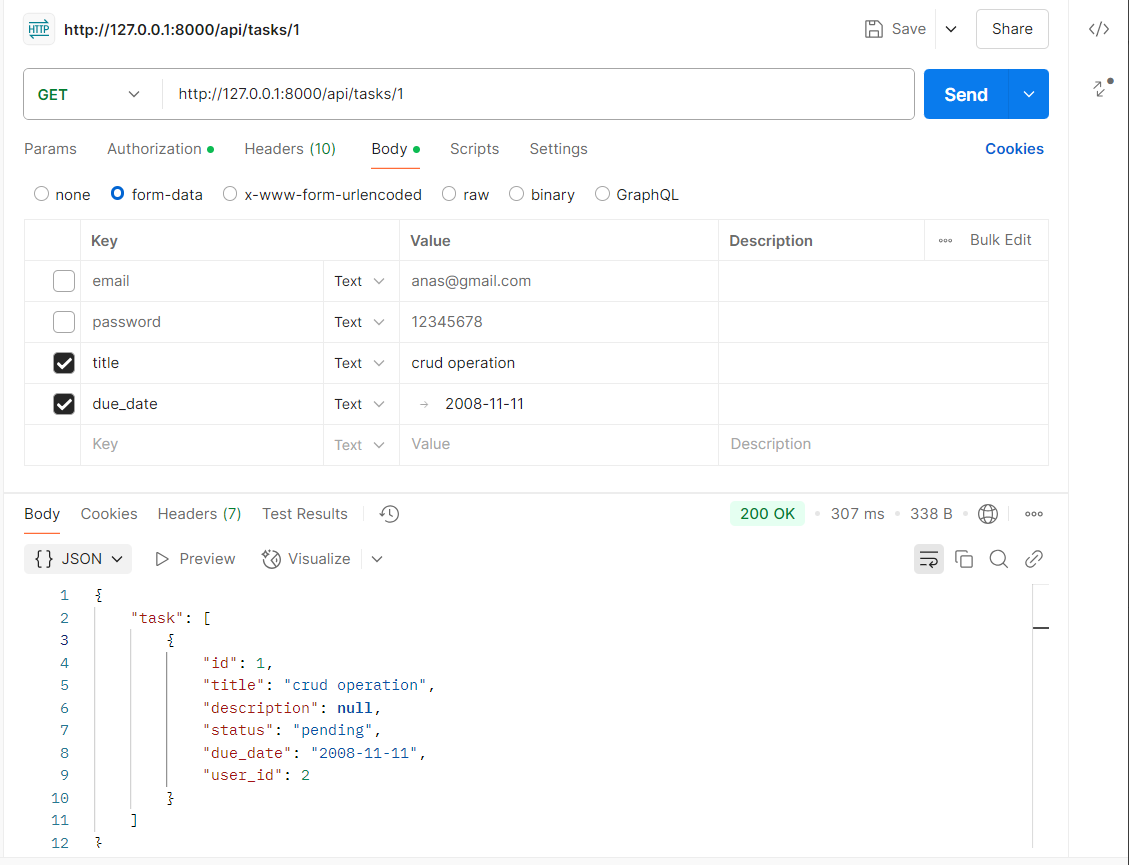 HTTP http://127.0.0.1:8000/api/tasks/1 Save Share
GET http://127.0.0.1:8000/api/tasks/1 Send
Params Authorization Headers (10) Body Scripts Settings Cookies
none form-data x-www-form-urlencoded raw binary GraphQL
Key Value Description Bulk Edit
email Text anas@gmail.com
password Text 12345678
title Text crud operation
due_date Text → 2008-11-11
Key Text Value Description
Body Cookies Headers (7) Test Results 200 OK • 307 ms • 338 B
{} JSON Preview Visualize
1 {
2 "task": [
3 {
4 "id": 1,
5 "title": "crud operation",
6 "description": null,
7 "status": "pending",
8 "due_date": "2008-11-11",
9 "user_id": 2
10 }
11 ]
12 }